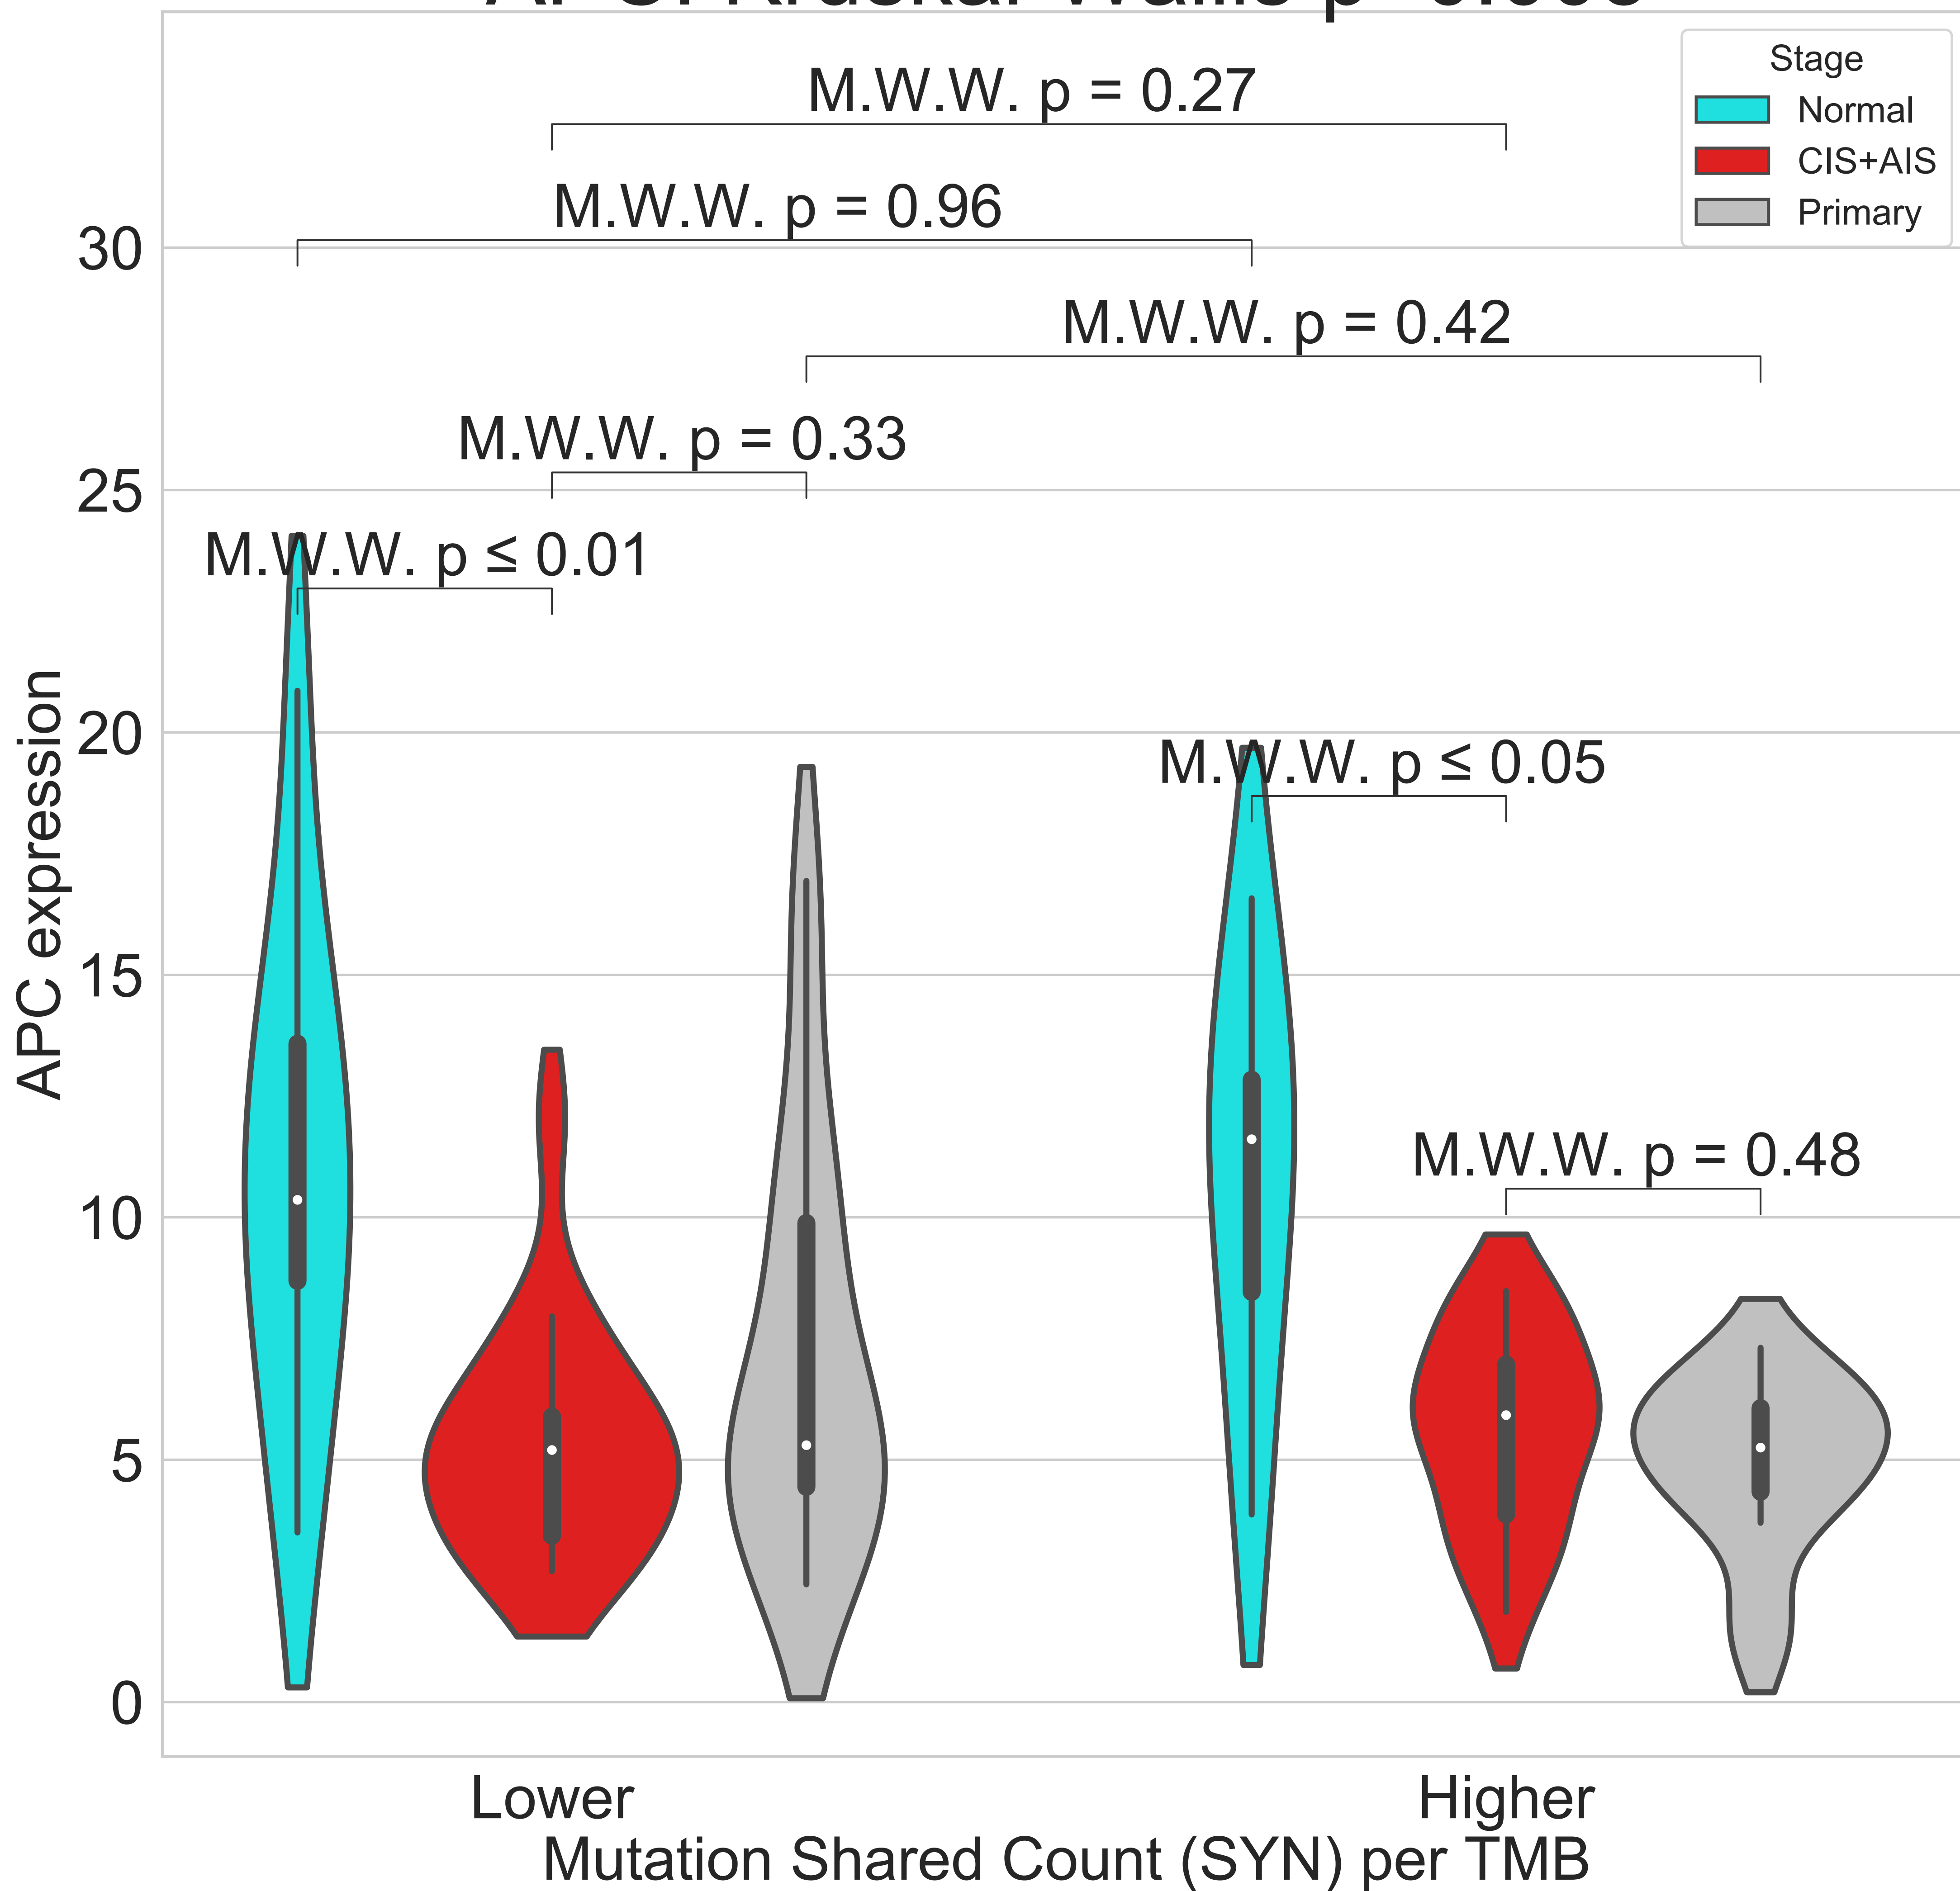 M.W.W. p = 0.27
Stage
Normal
CIS+AIS
Primary
M.W.W. p = 0.96
M.W.W. p = 0.42
M.W.W. p = 0.33
M.W.W. p ≤ 0.01
M.W.W. p ≤ 0.05
M.W.W. p = 0.48
30
25
20
15
10
5
0
APC expression
Lower
Higher
Mutation Shared Count (SYN) per TMB